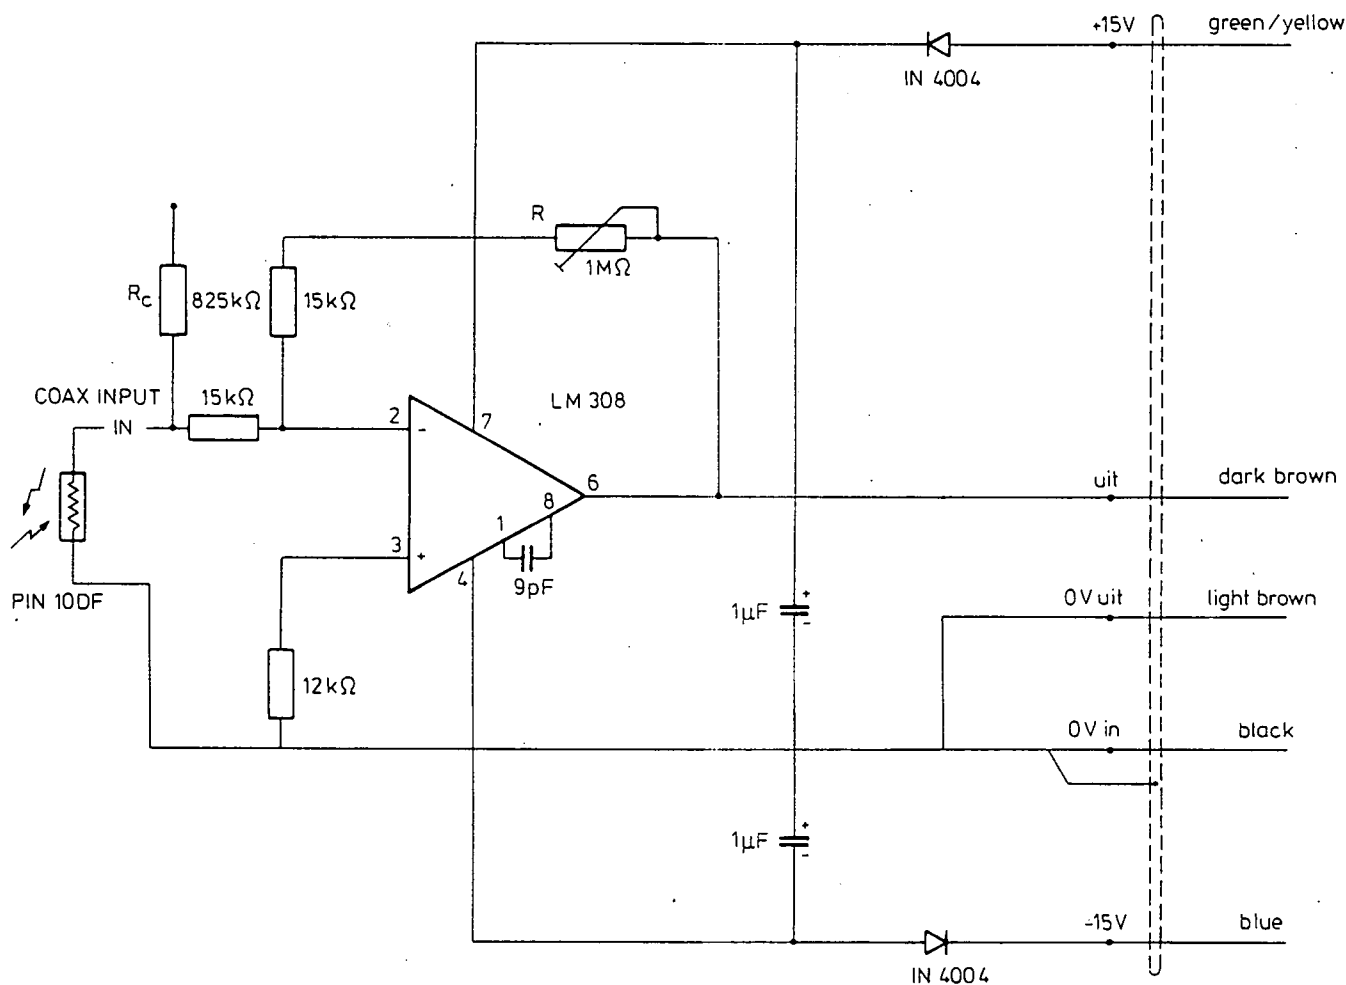 +15V
green/yellow
IN 4004
R
1MΩ
Rc
825kΩ
15kΩ
COAX INPUT
IN
15kΩ
LM 308
2
-
7
6
uit
dark brown
8
1
3
+
4
9pF
PIN 10DF
1µF
+
-
0V uit
light brown
12kΩ
0V in
black
1µF
+
-
-15V
blue
IN 4004